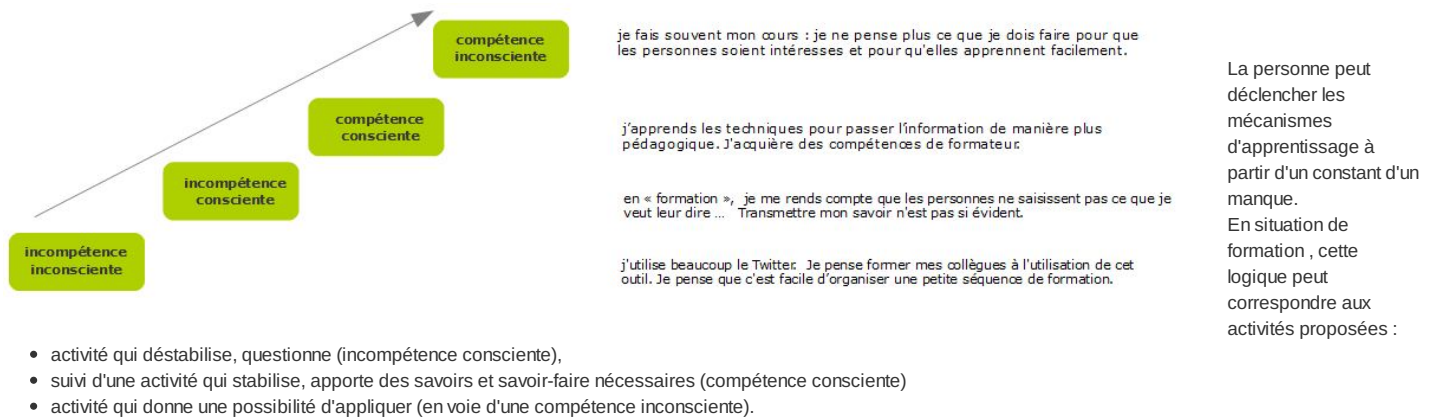 compétence
inconsciente
je fais souvent mon cours : je ne pense plus ce que je dois faire pour que
les personnes soient intéresses et pour qu'elles apprennent facilement.
compétence
consciente
j'apprends les techniques pour passer l'information de manière plus
pédagogique. J'acquière des compétences de formateur.
incompétence
consciente
en « formation », je me rends compte que les personnes ne saisissent pas ce que je
veut leur dire ... Transmettre mon savoir n'est pas si évident.
incompétence
inconsciente
j'utilise beaucoup le Twitter. Je pense former mes collègues à l'utilisation de cet
outil. Je pense que c'est facile d'organiser une petite séquence de formation.
La personne peut
déclencher les
mécanismes
d'apprentissage à
partir d'un constant d'un
manque.
En situation de
formation , cette
logique peut
correspondre aux
activités proposées :
• activité qui déstabilise, questionne (incompétence consciente),
• suivi d'une activité qui stabilise, apporte des savoirs et savoir-faire nécessaires (compétence consciente)
• activité qui donne une possibilité d'appliquer (en voie d'une compétence inconsciente).